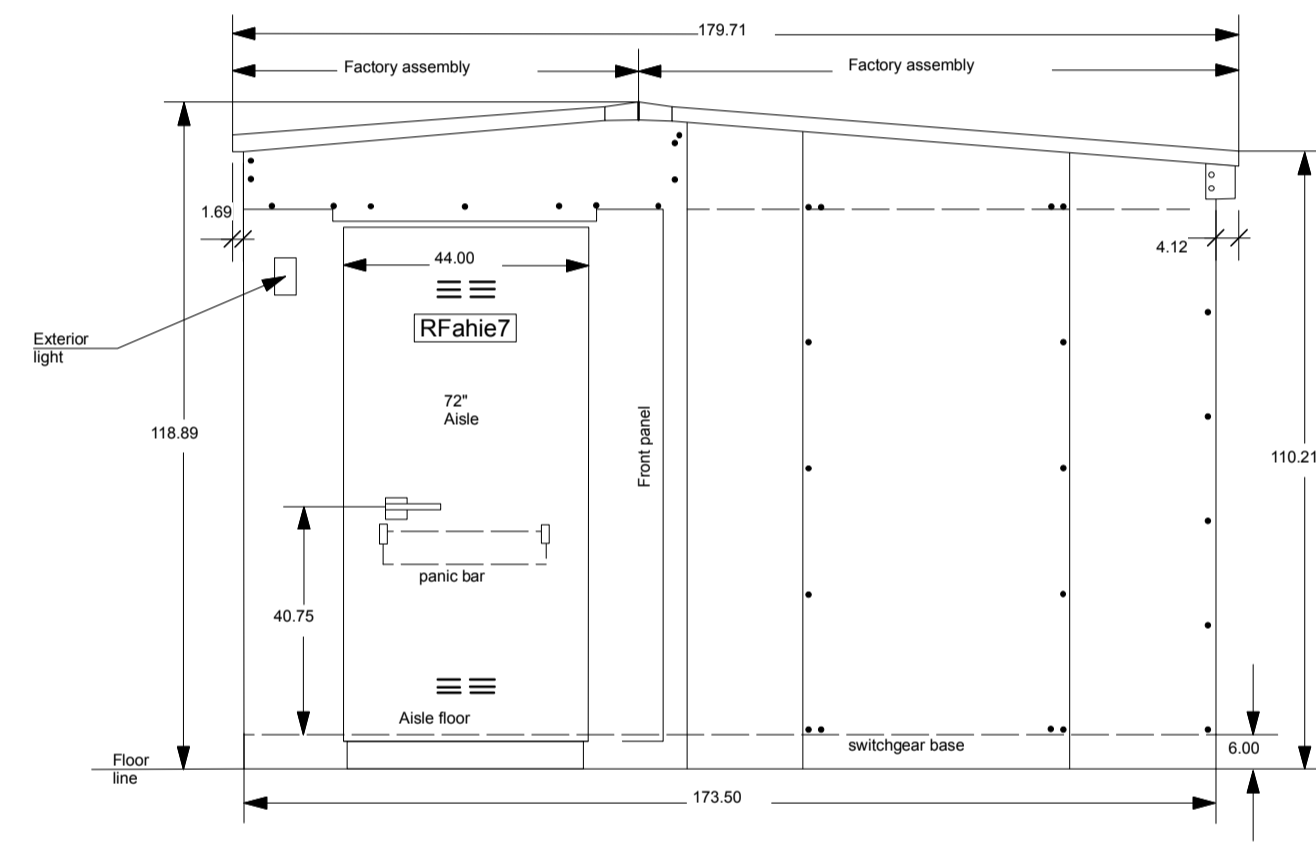 179.71
Factory assembly
Factory assembly
1.69
4.12
44.00
RFahie7
Exterior
light
72"
Aisle
Front panel
118.89
110.21
panic bar
40.75
Aisle floor
switchgear base
6.00
Floor
line
173.50